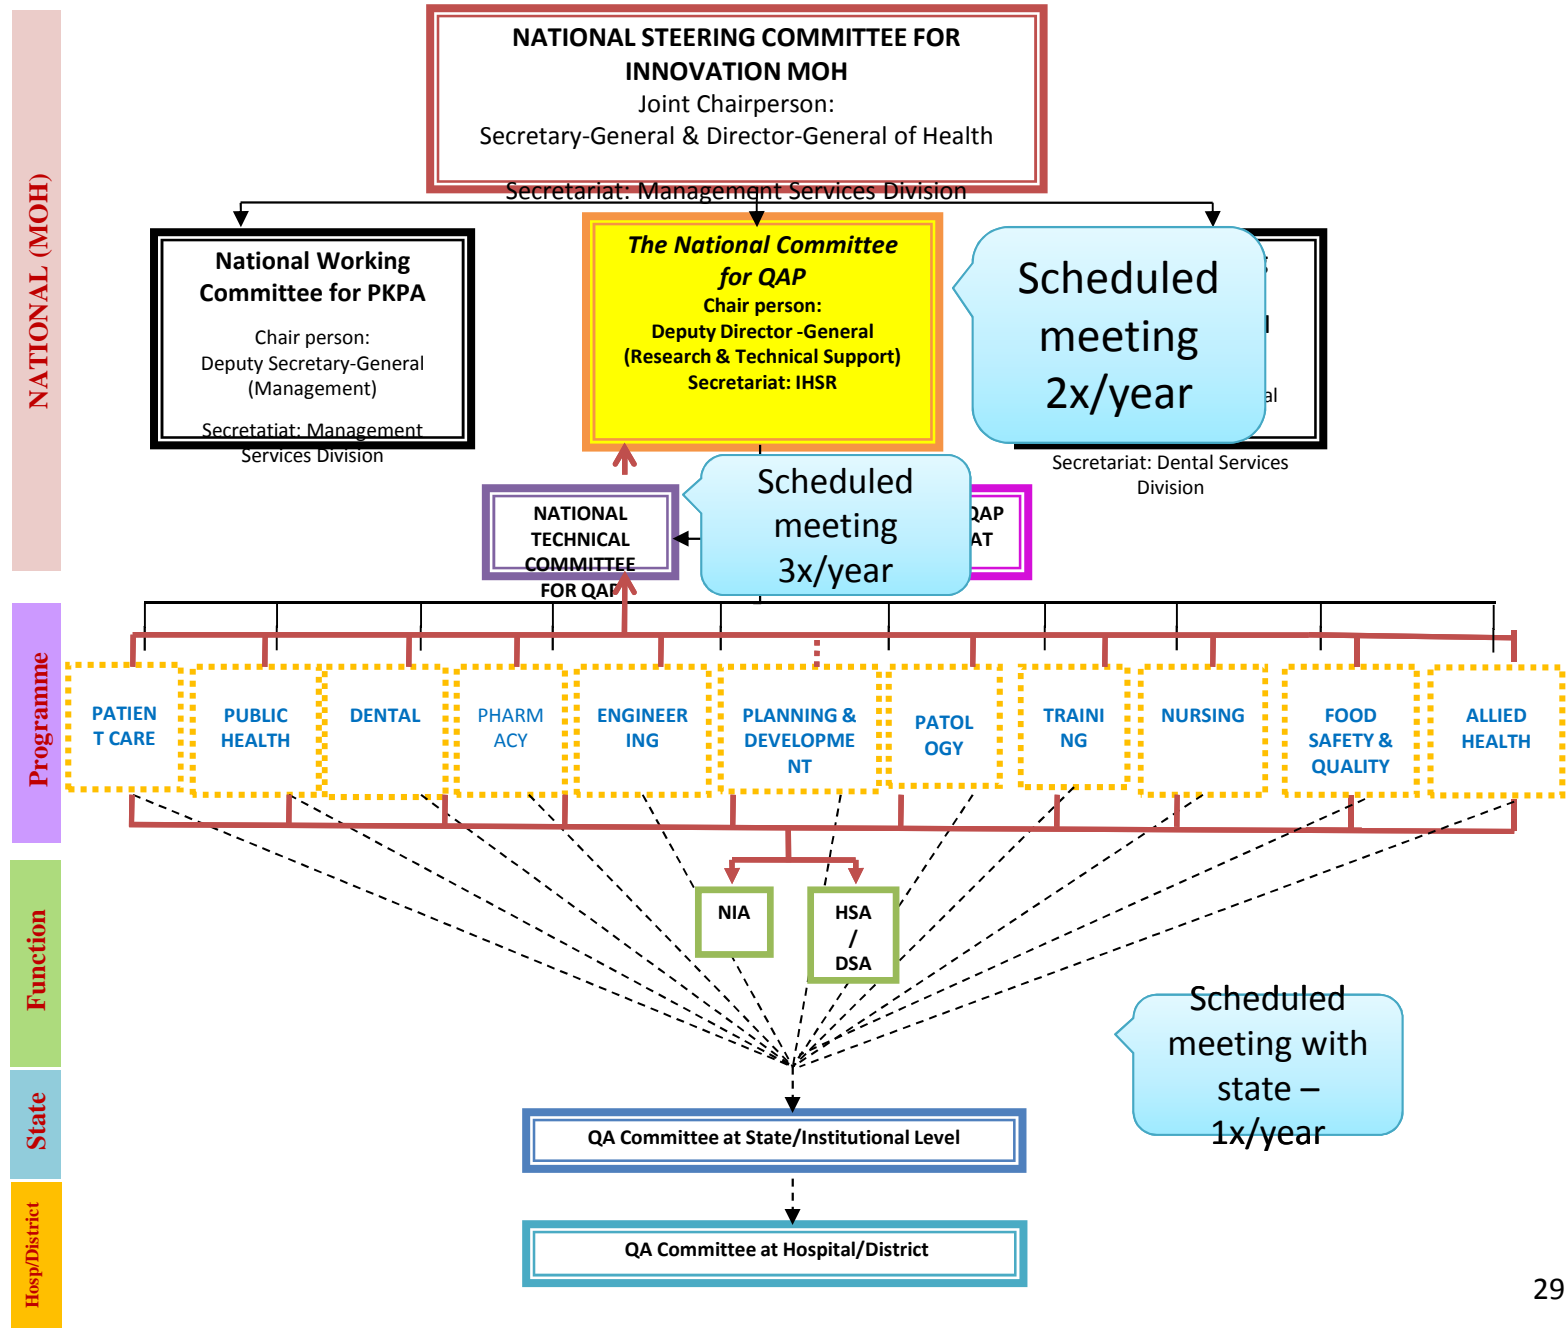 NATIONAL (MOH)
NATIONAL STEERING COMMITTEE FOR
INNOVATION MOH
Joint Chairperson:
Secretary-General & Director-General of Health
Secretariat: Management Services Division
National Working
Committee for PKPA
Chair person:
Deputy Secretary-General
(Management)
Secretatiat: Management
Services Division
The National Committee
for QAP
Chair person:
Deputy Director -General
(Research & Technical Support)
Secretariat: IHSR
Scheduled
meeting
2x/year
Secretariat: Dental Services
Division
NATIONAL
TECHNICAL
COMMITTEE
FOR QAP
Scheduled
meeting
3x/year
QAP
Programme
PATIEN
T CARE
PUBLIC
HEALTH
DENTAL
PHARM
ACY
ENGINEER
ING
PLANNING &
DEVELOPME
NT
PATOL
OGY
TRAINI
NG
NURSING
FOOD
SAFETY &
QUALITY
ALLIED
HEALTH
Function
NIA
HSA
/
DSA
Scheduled
meeting with
state –
1x/year
State
QA Committee at State/Institutional Level
Hosp/District
QA Committee at Hospital/District
29